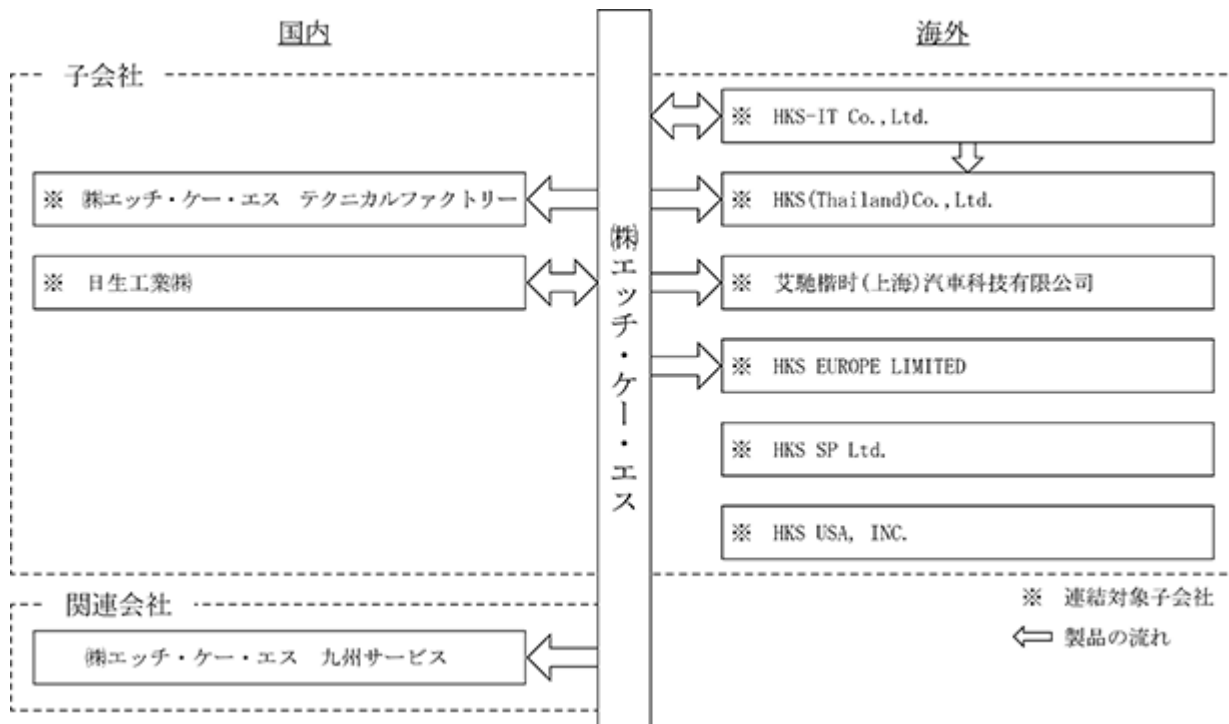 国内
海外
子会社
※ HKS-IT Co.,Ltd.
※ ㈱エッチ・ケー・エス テクニカルファクトリー
※ HKS(Thailand)Co.,Ltd.
㈱エッチ・ケー・エス
※ 日生工業㈱
※ 艾馳楷时(上海)汽車科技有限公司
※ HKS EUROPE LIMITED
※ HKS SP Ltd.
※ HKS USA, INC.
関連会社
※ 連結対象子会社
製品の流れ
㈱エッチ・ケー・エス 九州サービス